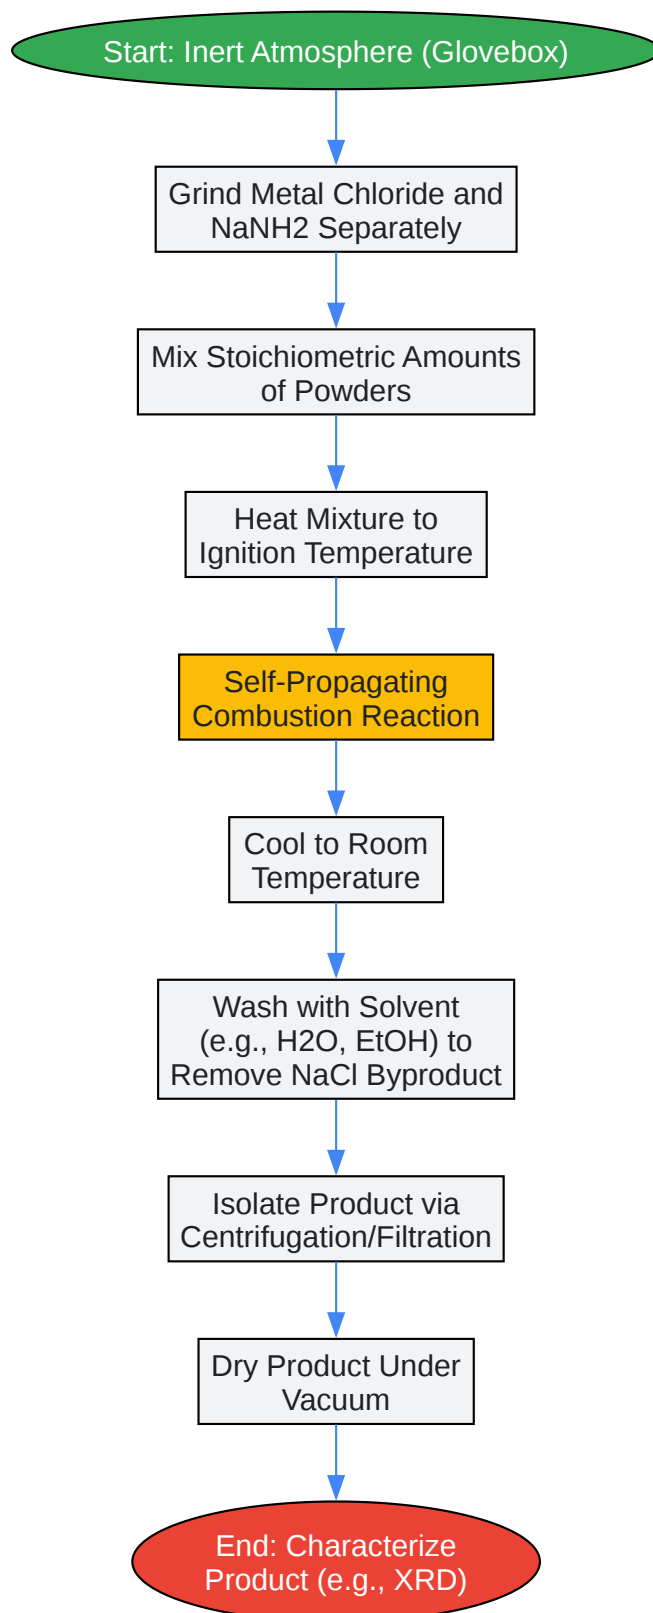 Start: Inert Atmosphere (Glovebox)
Grind Metal Chloride and
NaNH2 Separately
Mix Stoichiometric Amounts
of Powders
Heat Mixture to
Ignition Temperature
Self-Propagating
Combustion Reaction
Cool to Room
Temperature
Wash with Solvent
(e.g., H2O, EtOH) to
Remove NaCl Byproduct
Isolate Product via
Centrifugation/Filtration
Dry Product Under
Vacuum
End: Characterize
Product (e.g., XRD)